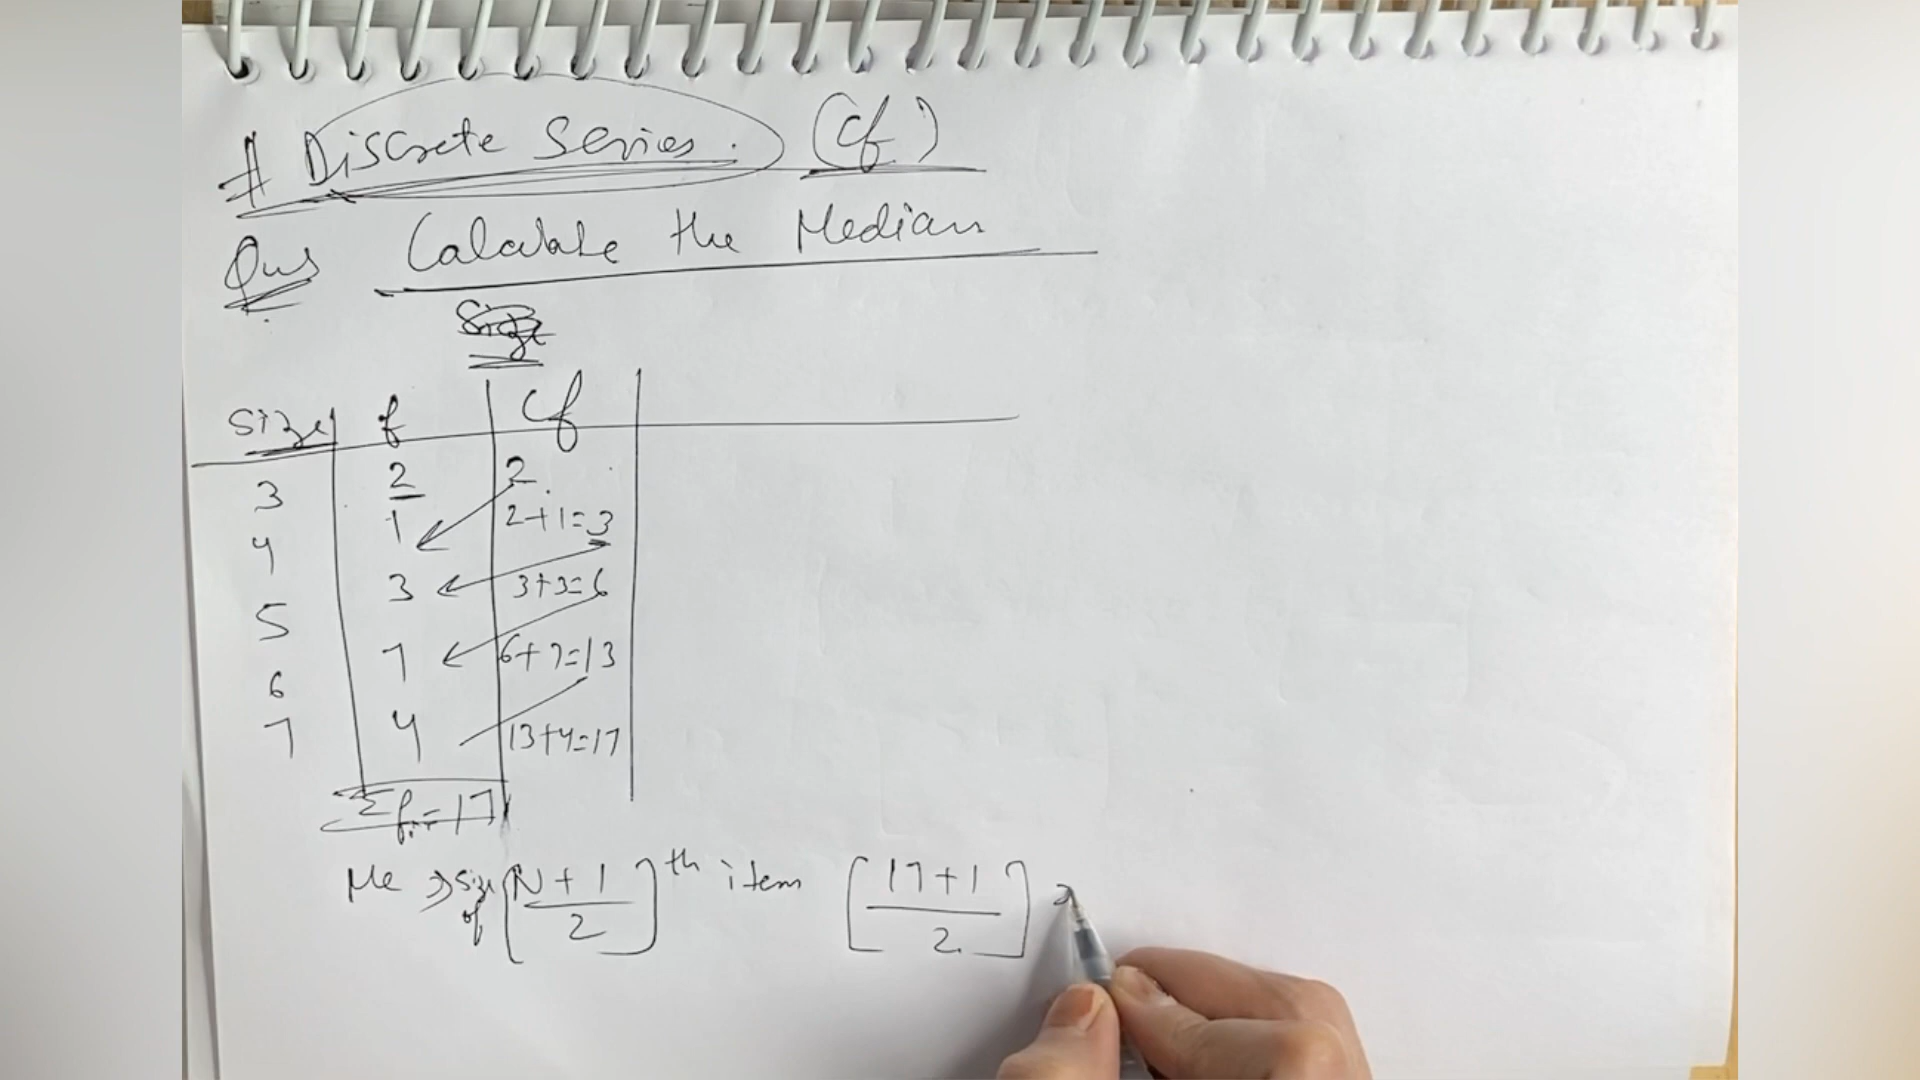 # Discrete Series. (cf)
Qus Calculate the Median
Size f cf
3 2 2
4 1 2+1=3
5 3 3+3=6
6 7 6+7=13
7 4 13+4=17
Σf = 17
Me ⇒ Size of [N+1/2]th item [17+1/2]